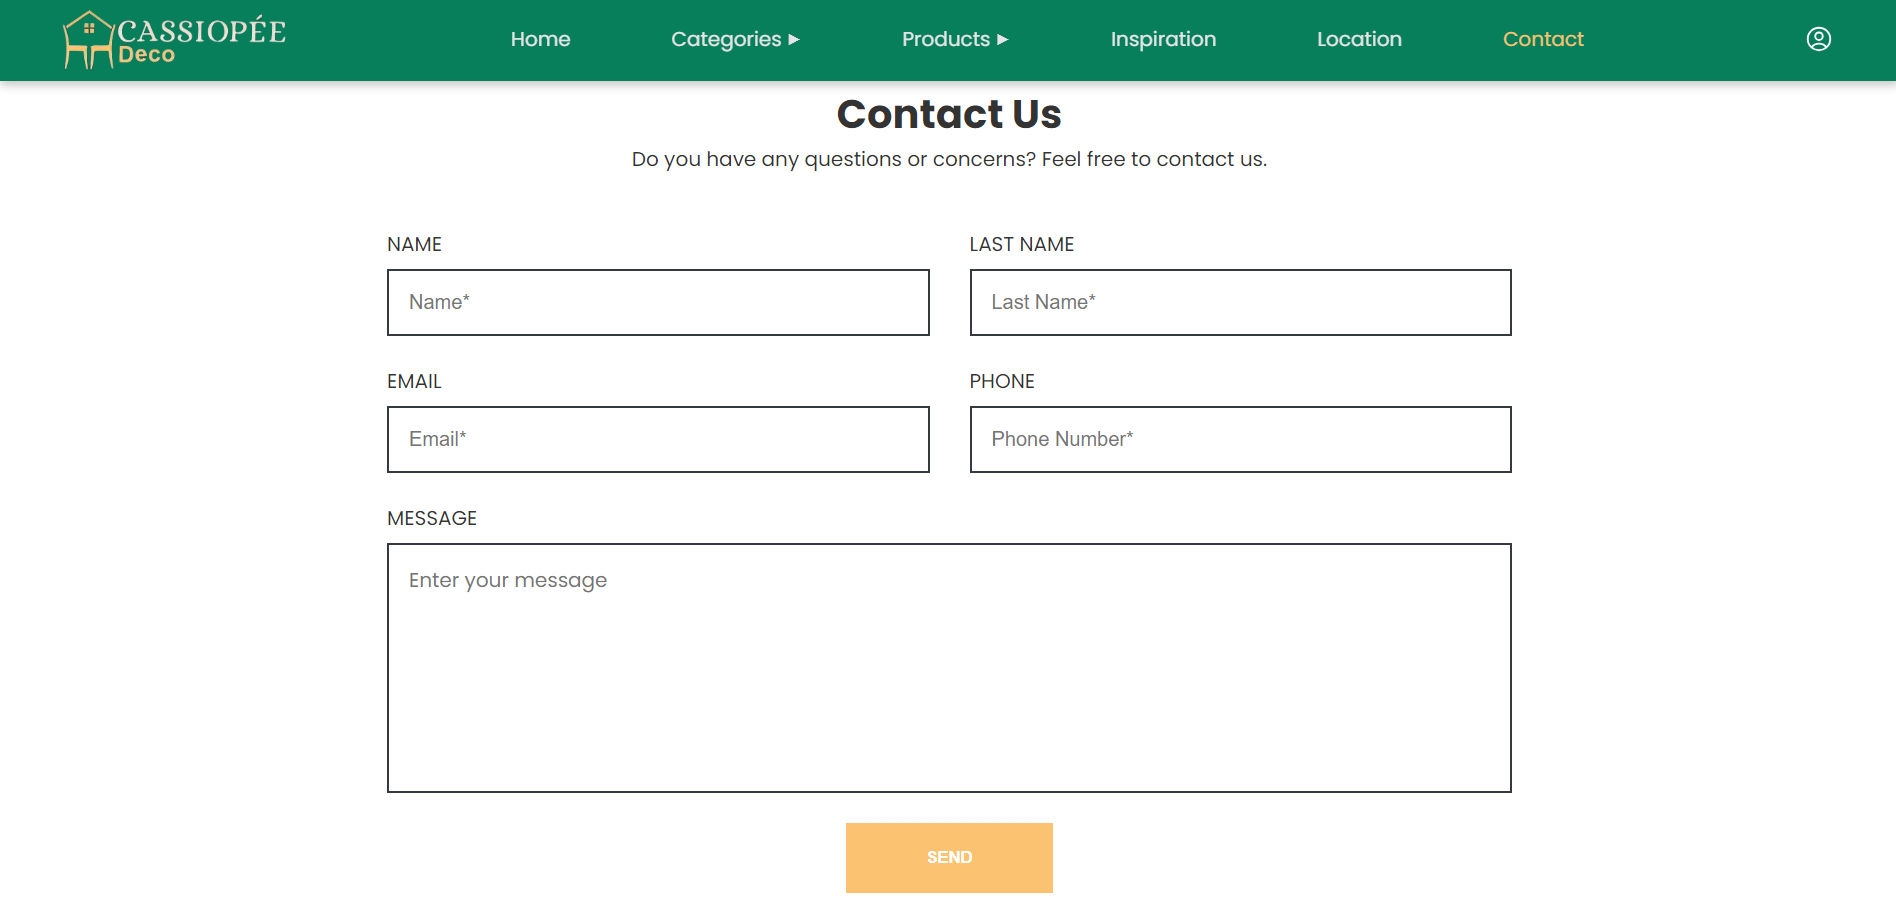 CASSIOPÉE
Deco
Home
Categories ▶
Products ▶
Inspiration
Location
Contact
Contact Us
Do you have any questions or concerns? Feel free to contact us.
NAME
LAST NAME
Name*
Last Name*
EMAIL
PHONE
Email*
Phone Number*
MESSAGE
Enter your message
SEND